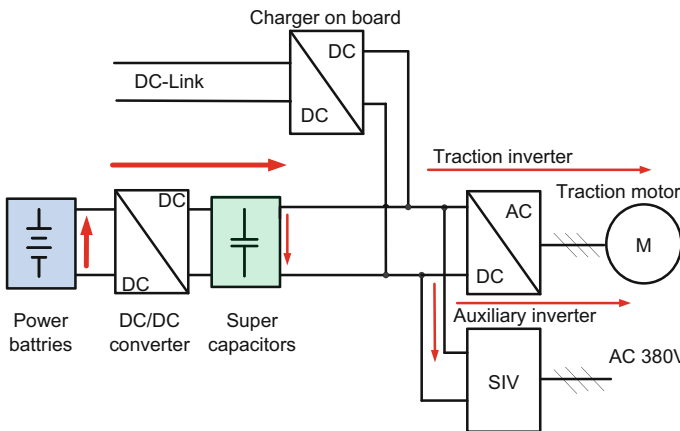 Charger on board
DC
DC-Link
DC
Traction inverter
Traction motor
DC
AC
M
DC
DC
Auxiliary inverter
Power
battries
DC/DC
converter
Super
capacitors
SIV
AC 380V